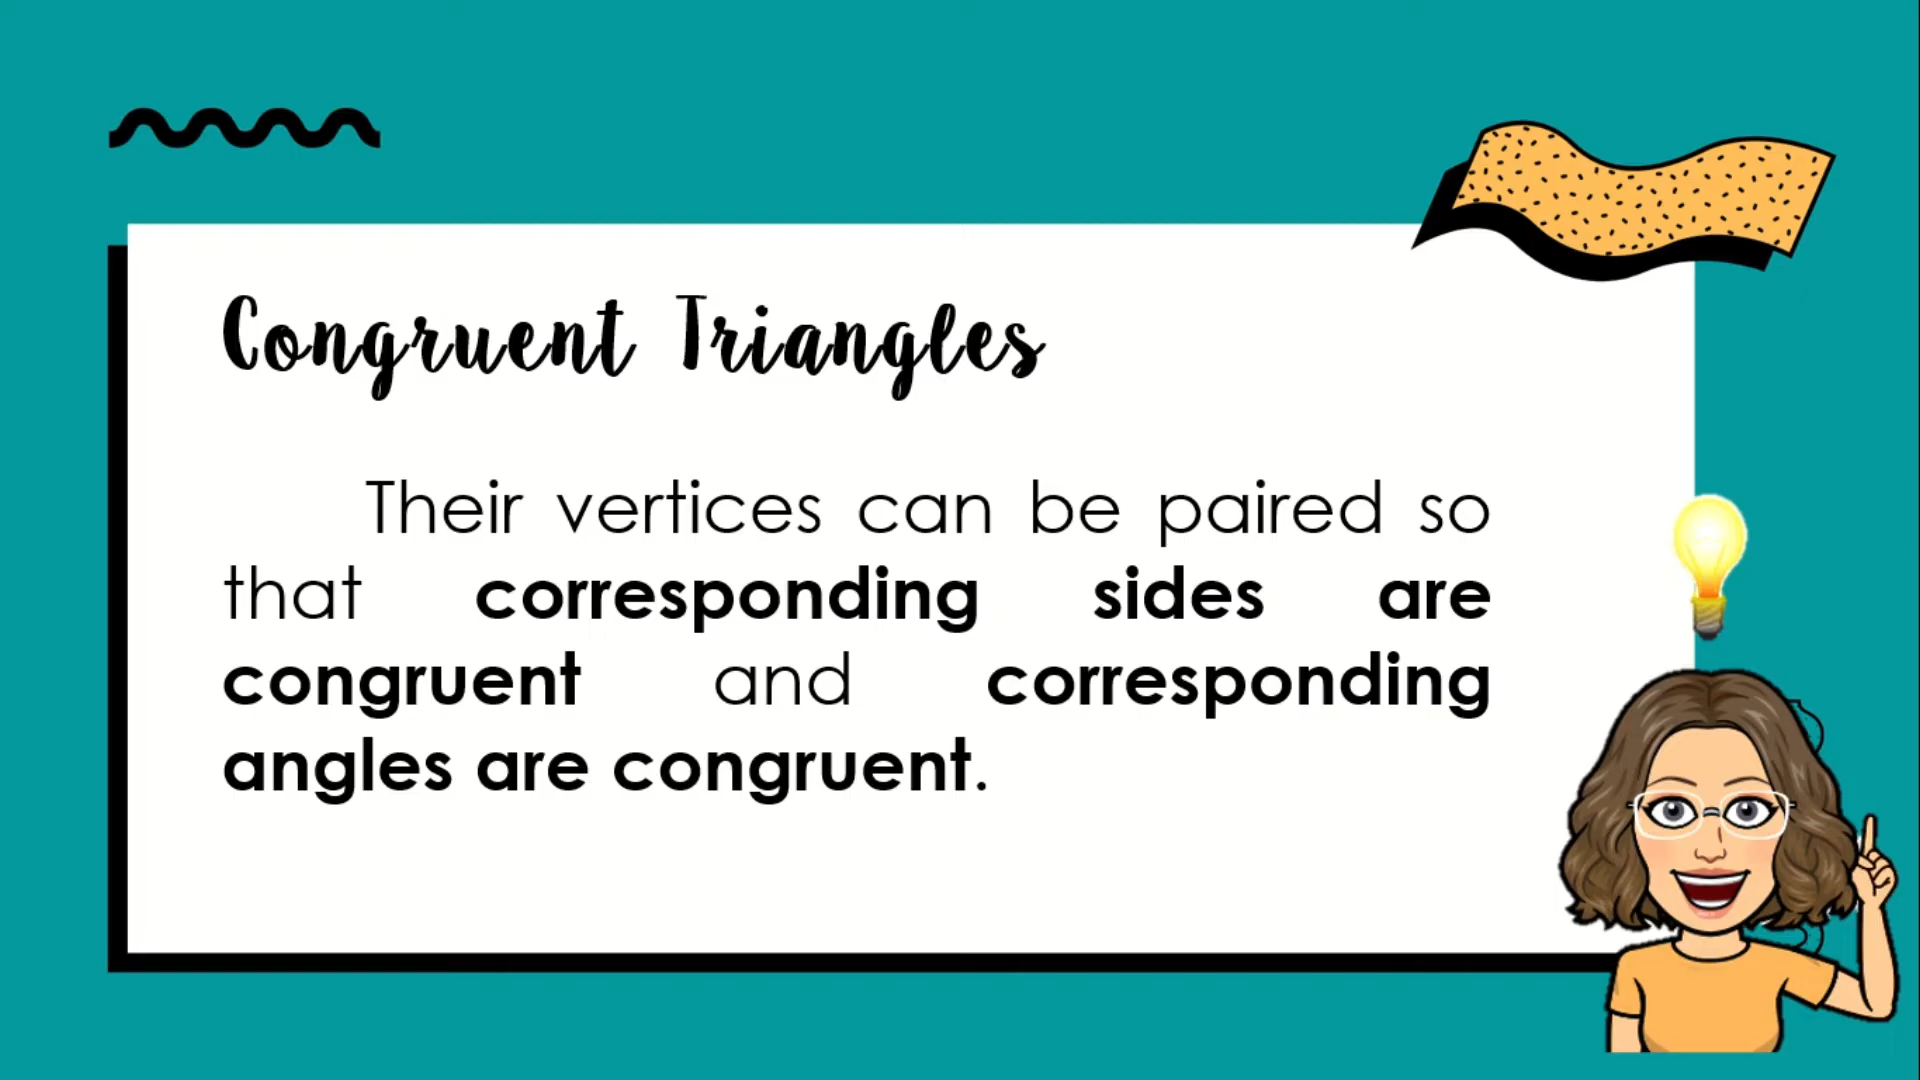 Congruent Triangles
Their vertices can be paired so
that corresponding sides are
congruent and corresponding
angles are congruent.